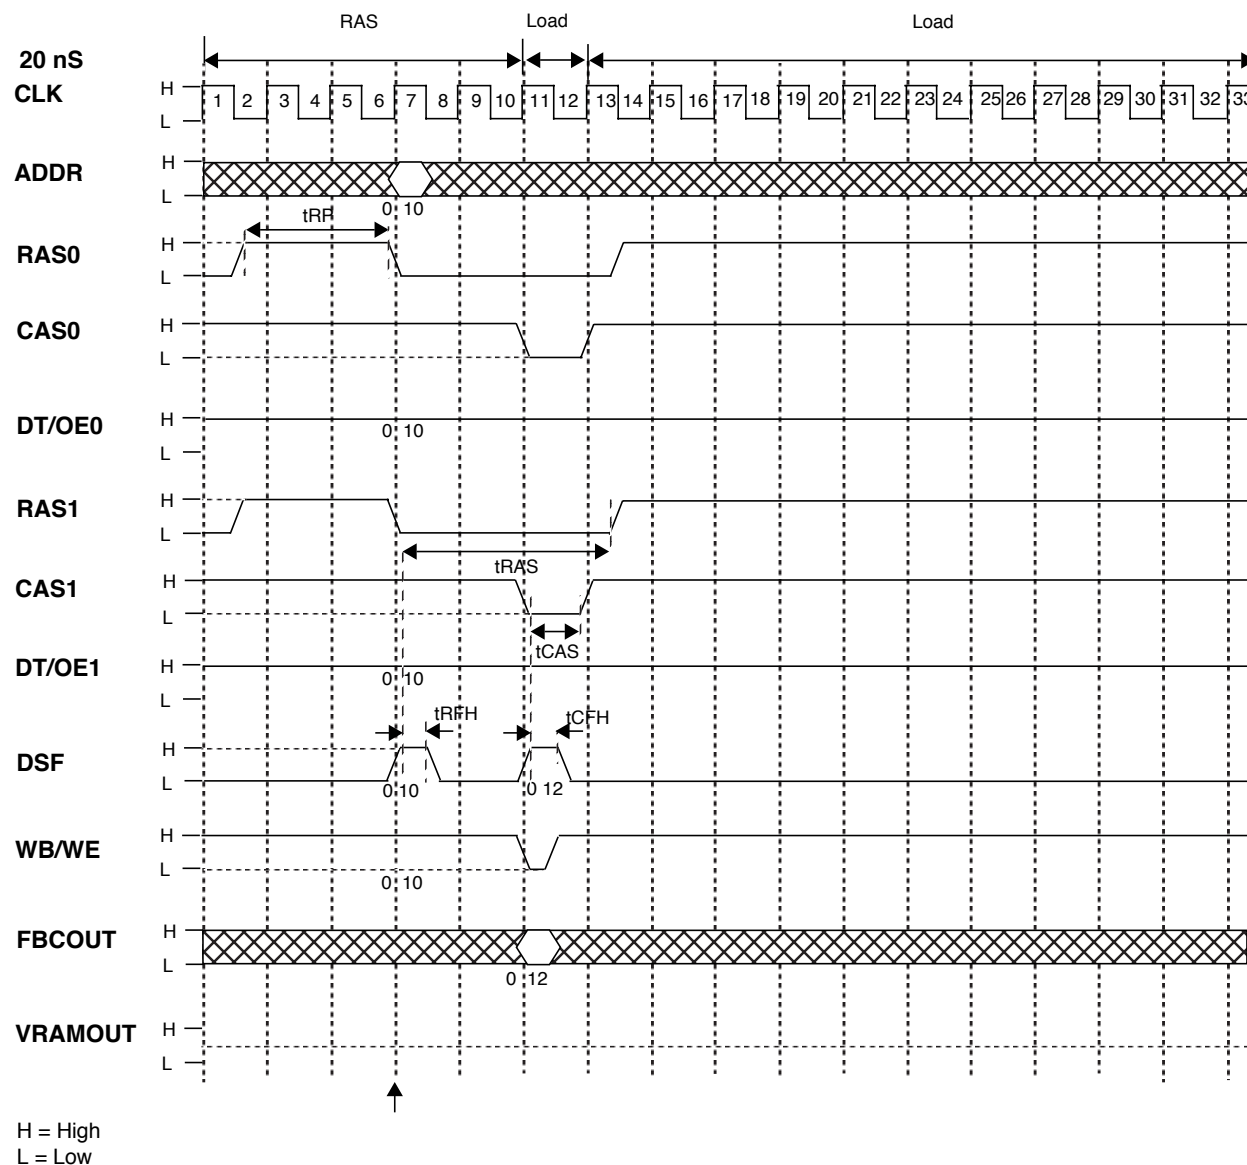 RAS Load Load
20 nS
CLK H L 1 2 3 4 5 6 7 8 9 10 11 12 13 14 15 16 17 18 19 20 21 22 23 24 25 26 27 28 29 30 31 32 33
ADDR H L
0 10
tRP
RAS0 H L
CAS0 H L
DT/OE0 H L
0 10
RAS1 H L
tRAS
CAS1 H L
tCAS
DT/OE1 H L
0 10
tRFH tCFH
DSF H L
0 10 0 12
WB/WE H L
0 10
FBCOUT H L
0 12
VRAMOUT H L
H = High
L = Low